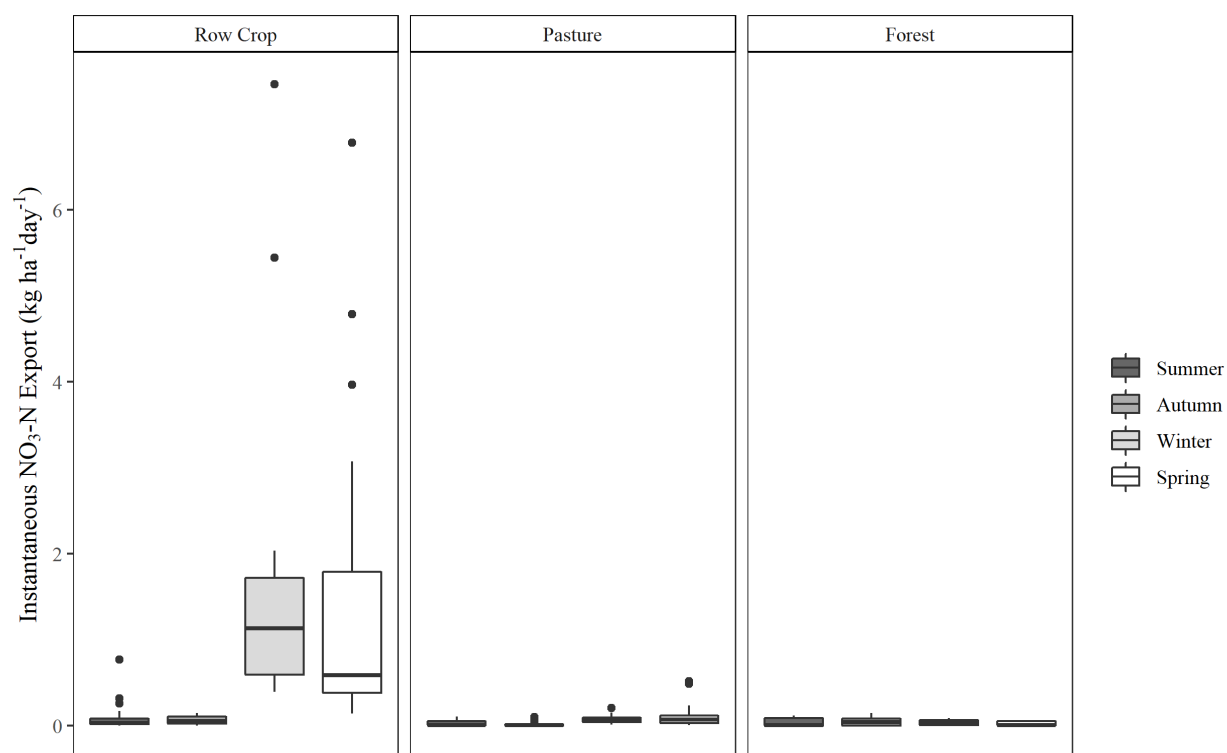 Row Crop
Pasture
Forest
Instantaneous NO₃-N Export (kg ha⁻¹day⁻¹)
6
4
2
0
Summer
Autumn
Winter
Spring